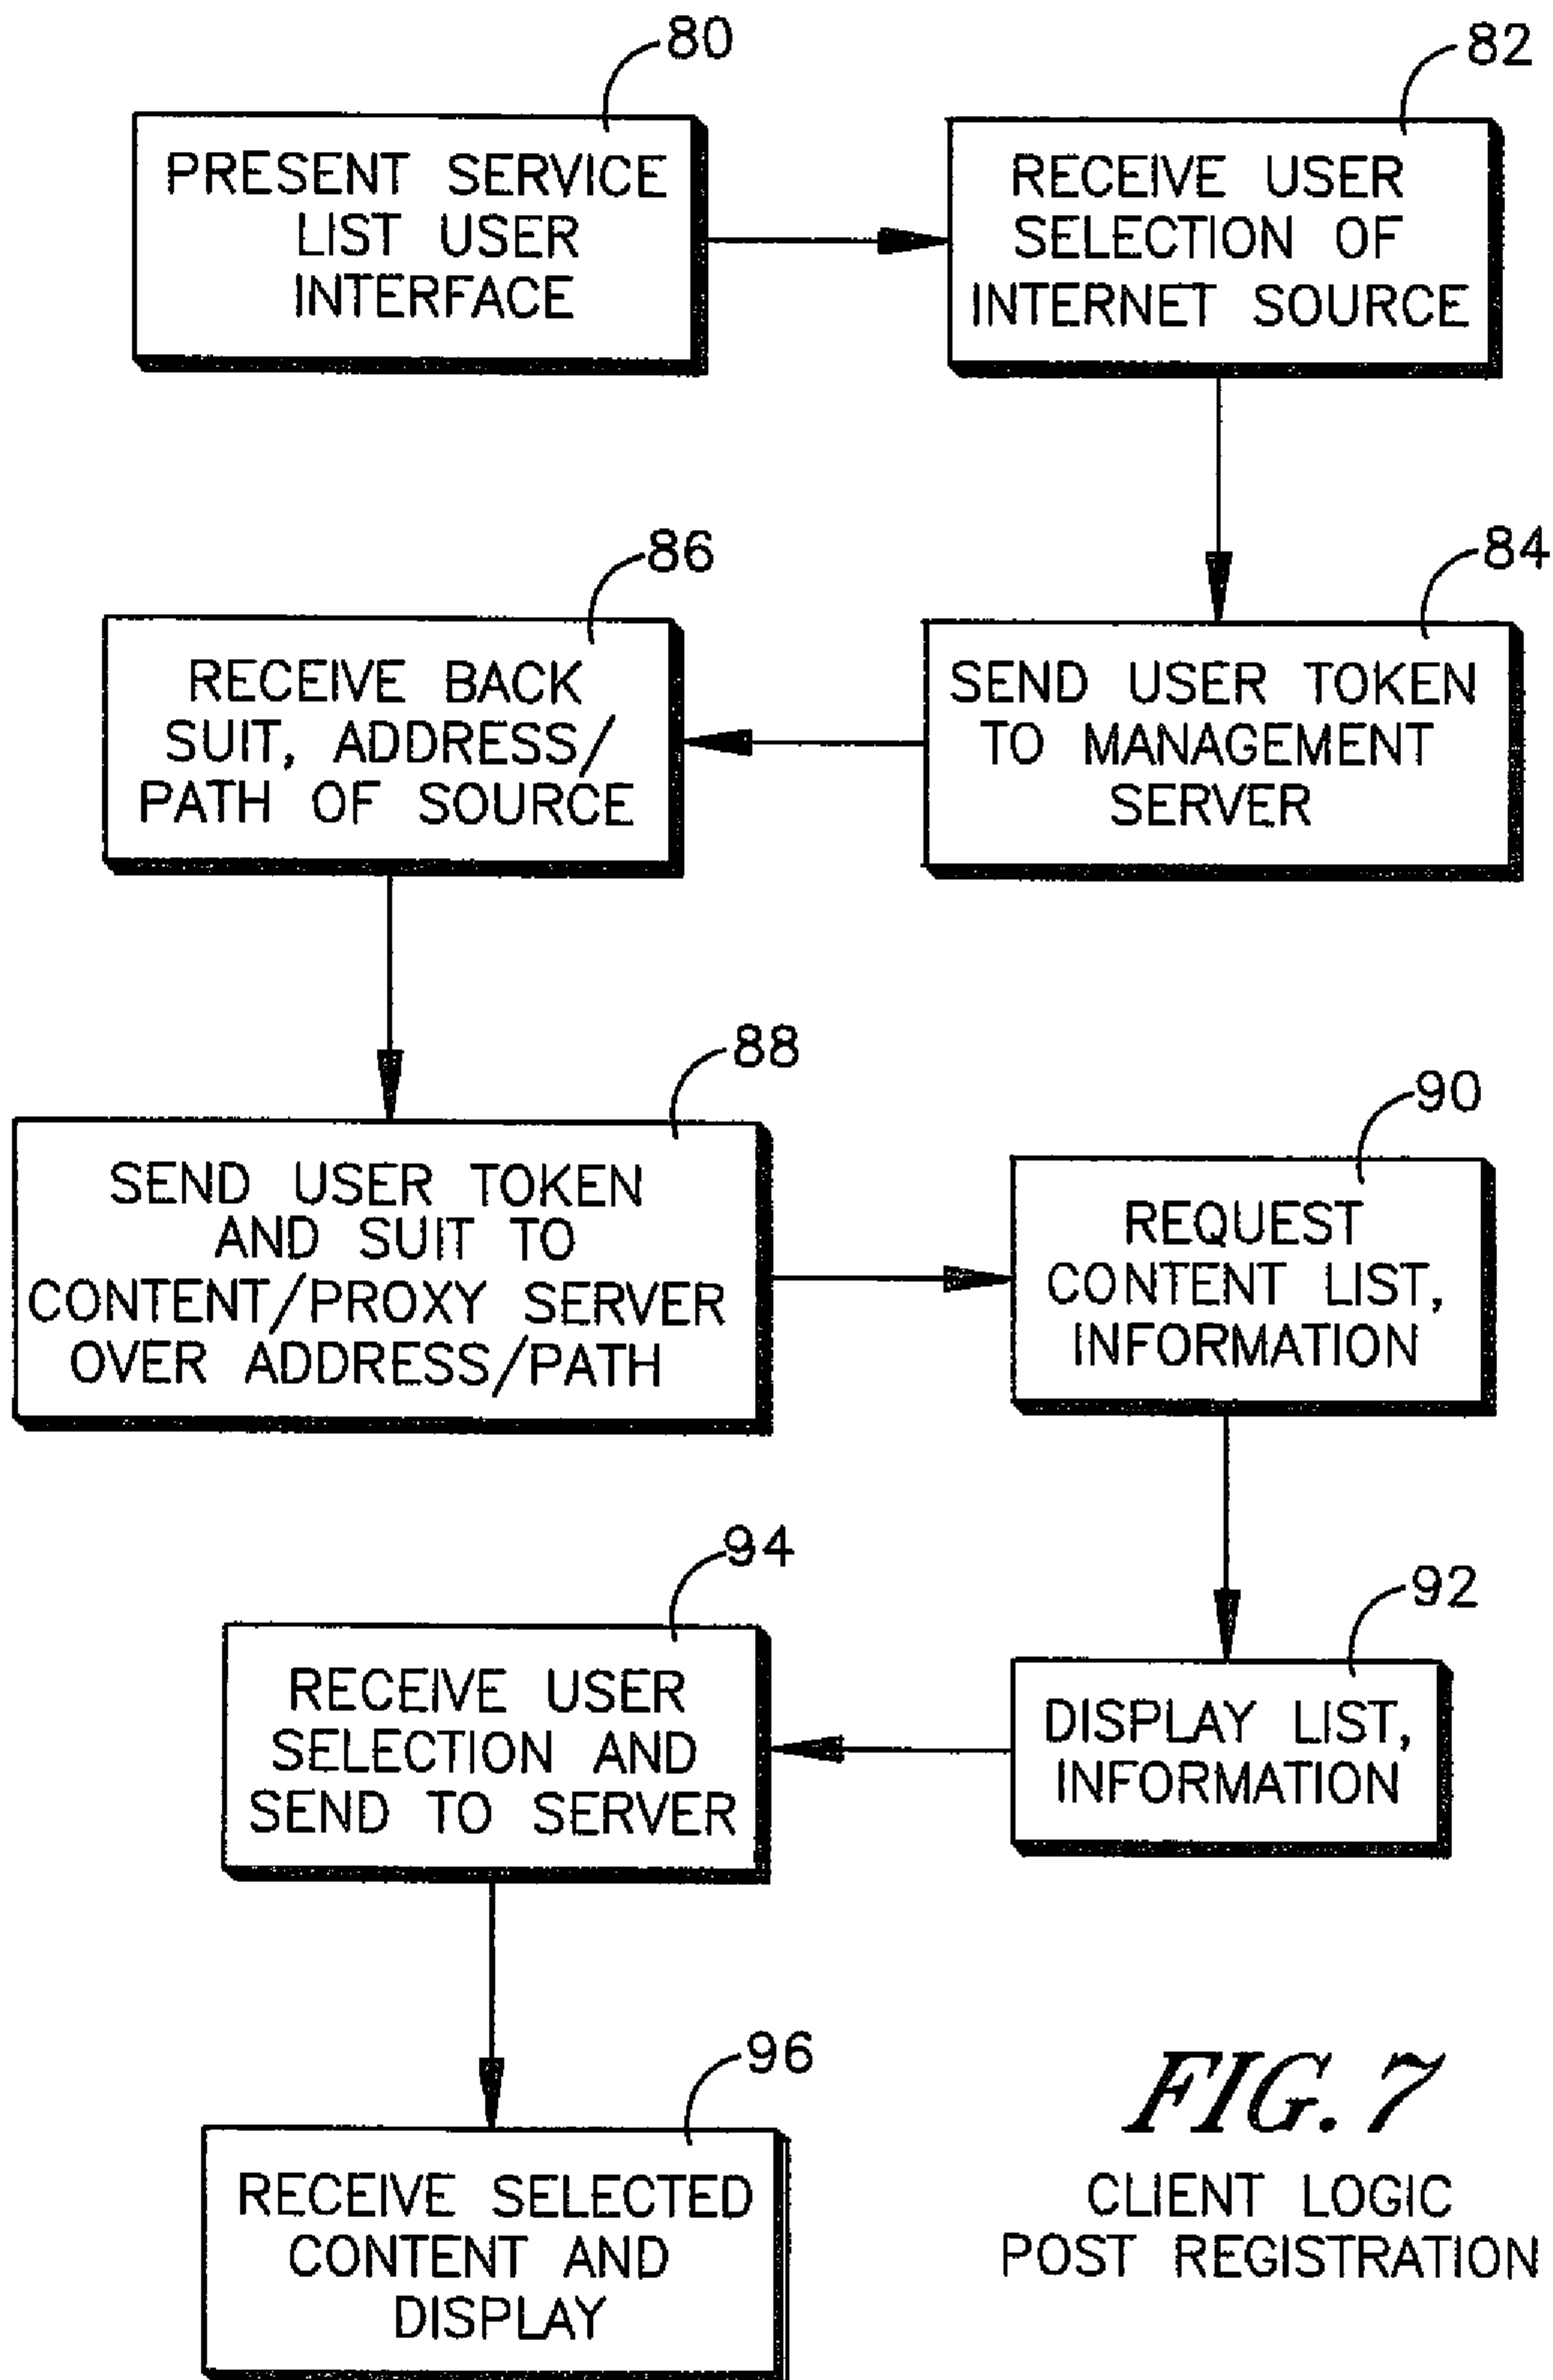 80
PRESENT SERVICE
LIST USER
INTERFACE
82
RECEIVE USER
SELECTION OF
INTERNET SOURCE
84
SEND USER TOKEN
TO MANAGEMENT
SERVER
86
RECEIVE BACK
SUIT, ADDRESS/
PATH OF SOURCE
88
SEND USER TOKEN
AND SUIT TO
CONTENT/PROXY SERVER
OVER ADDRESS/PATH
90
REQUEST
CONTENT LIST,
INFORMATION
92
DISPLAY LIST,
INFORMATION
94
RECEIVE USER
SELECTION AND
SEND TO SERVER
96
RECEIVE SELECTED
CONTENT AND
DISPLAY
FIG. 7
CLIENT LOGIC
POST REGISTRATION